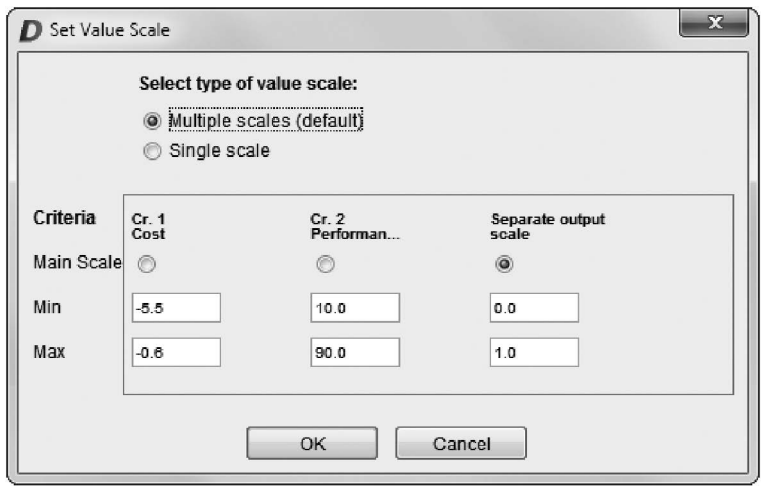 D Set Value Scale
x
Select type of value scale:
Multiple scales (default)
Single scale
Criteria Cr. 1 Cr. 2 Separate output
Cost Performan... scale
Main Scale
Min -5.5 10.0 0.0
Max -0.6 90.0 1.0
OK Cancel